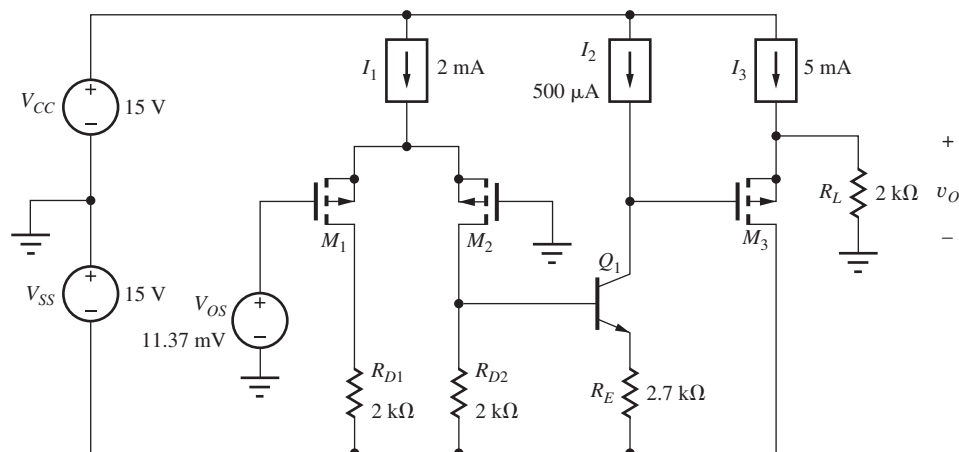 I1 2 mA
I2
500 µA
I3 5 mA
VCC + − 15 V
VSS + − 15 V
VOS + −
11.37 mV
M1
M2
M3
Q1
RD1
2 kΩ
RD2
2 kΩ
RE 2.7 kΩ
RL 2 kΩ
+
vO
−